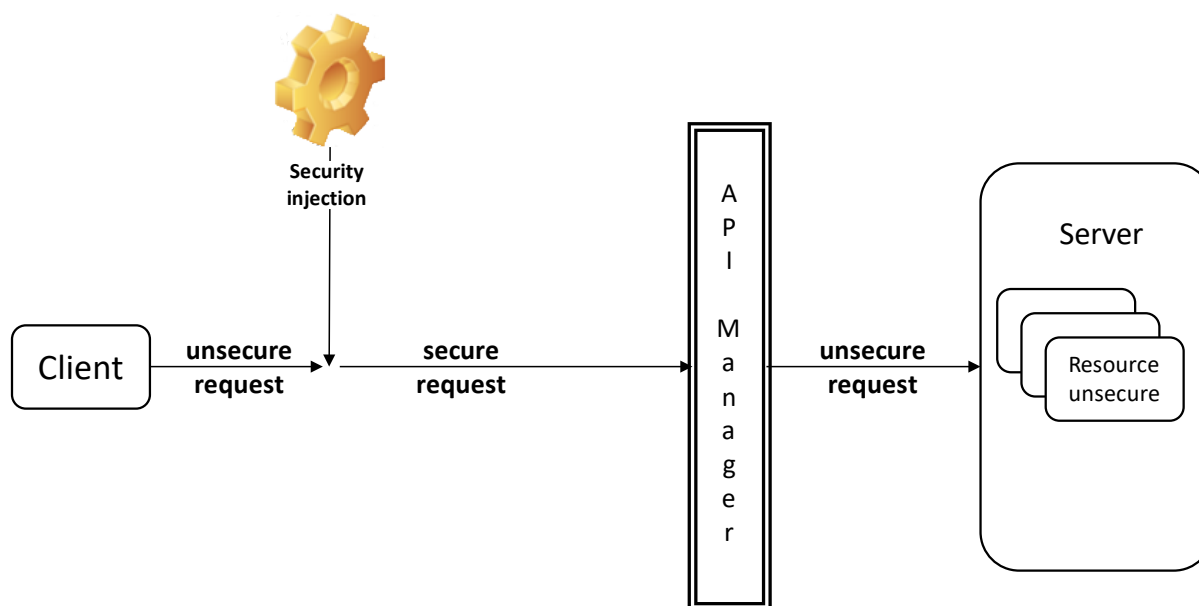 Security
injection
Client
unsecure
request
secure
request
A
P
I
M
a
n
a
g
e
r
unsecure
request
Server
Resource
unsecure